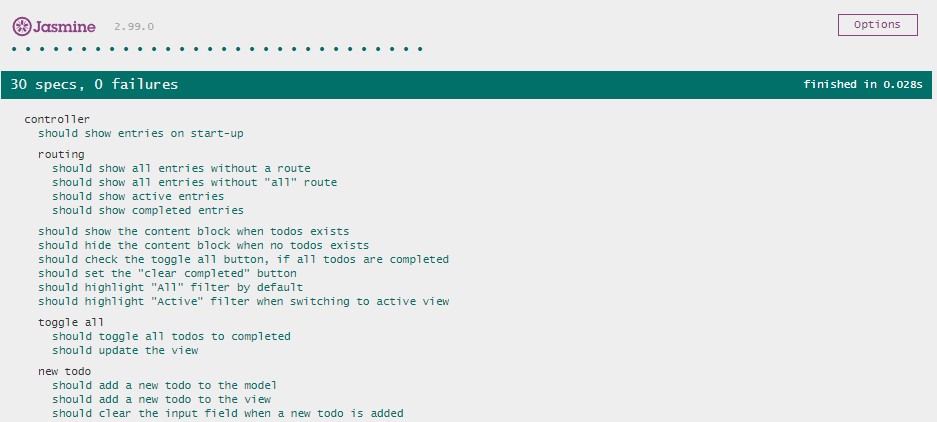 Jasmine 2.99.0 Options
30 specs, 0 failures finished in 0.028s
controller
should show entries on start-up
routing
should show all entries without a route
should show all entries without "all" route
should show active entries
should show completed entries
should show the content block when todos exists
should hide the content block when no todos exists
should check the toggle all button, if all todos are completed
should set the "clear completed" button
should highlight "All" filter by default
should highlight "Active" filter when switching to active view
toggle all
should toggle all todos to completed
should update the view
new todo
should add a new todo to the model
should add a new todo to the view
should clear the input field when a new todo is added